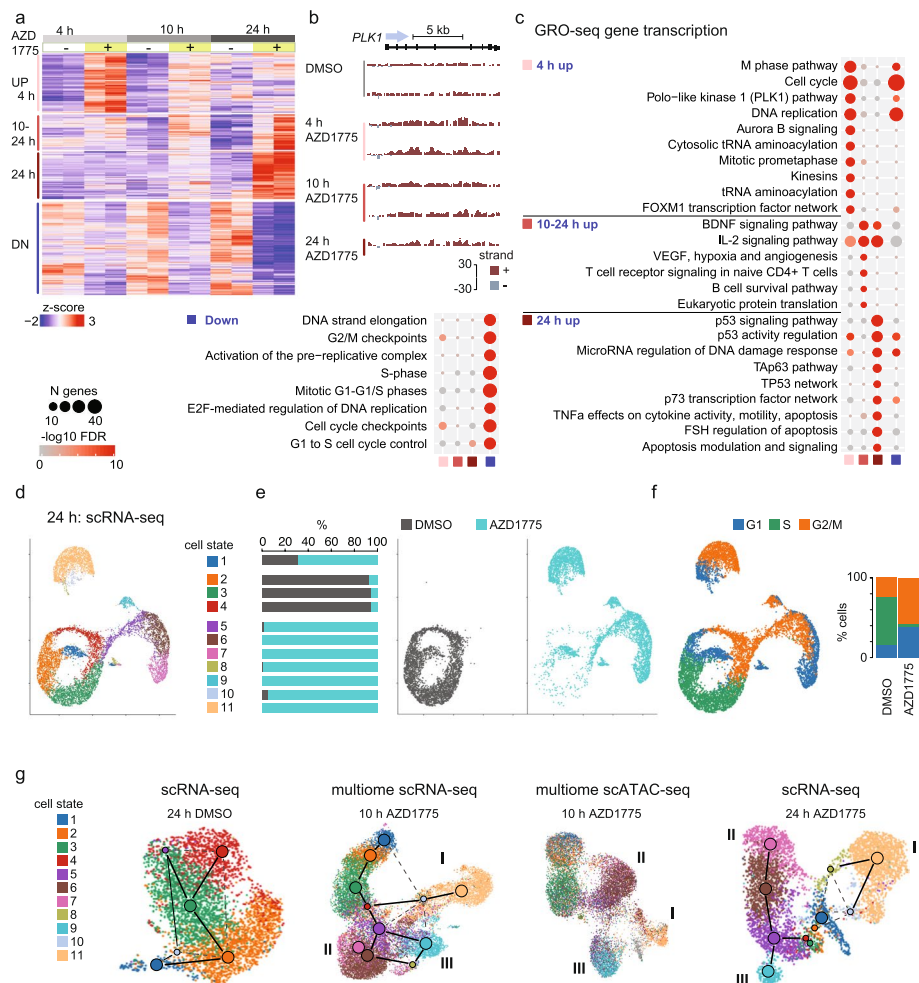 a
AZD
1775
4 h
10 h
24 h
-
+
-
+
-
+
UP
4 h
10-
24 h
24 h
DN
z-score
−2
3
b
PLK1
5 kb
DMSO
4 h
AZD1775
10 h
AZD1775
24 h
AZD1775
strand
30
-30
+
-
c
GRO-seq gene transcription
4 h up
M phase pathway
Cell cycle
Polo−like kinase 1 (PLK1) pathway
DNA replication
Aurora B signaling
Cytosolic tRNA aminoacylation
Mitotic prometaphase
Kinesins
tRNA aminoacylation
FOXM1 transcription factor network
10-24 h up
BDNF signaling pathway
IL-2 signaling pathway
VEGF, hypoxia and angiogenesis
T cell receptor signaling in naive CD4+ T cells
B cell survival pathway
Eukaryotic protein translation
24 h up
p53 signaling pathway
p53 activity regulation
MicroRNA regulation of DNA damage response
TAp63 pathway
TP53 network
p73 transcription factor network
TNFa effects on cytokine activity, motility, apoptosis
FSH regulation of apoptosis
Apoptosis modulation and signaling
Down
DNA strand elongation
G2/M checkpoints
Activation of the pre−replicative complex
S-phase
Mitotic G1-G1/S phases
E2F-mediated regulation of DNA replication
Cell cycle checkpoints
G1 to S cell cycle control
N genes
10 40
-log10 FDR
0 10
d
24 h: scRNA-seq
cell state
1
2
3
4
5
6
7
8
9
10
11
e
%
0 20 40 60 80 100
DMSO
AZD1775
f
G1 S G2/M
% cells
100
0
DMSO
AZD1775
g
cell state
1
2
3
4
5
6
7
8
9
10
11
scRNA-seq
24 h DMSO
multiome scRNA-seq
10 h AZD1775
I
II
III
multiome scATAC-seq
10 h AZD1775
II
I
III
scRNA-seq
24 h AZD1775
II
I
III